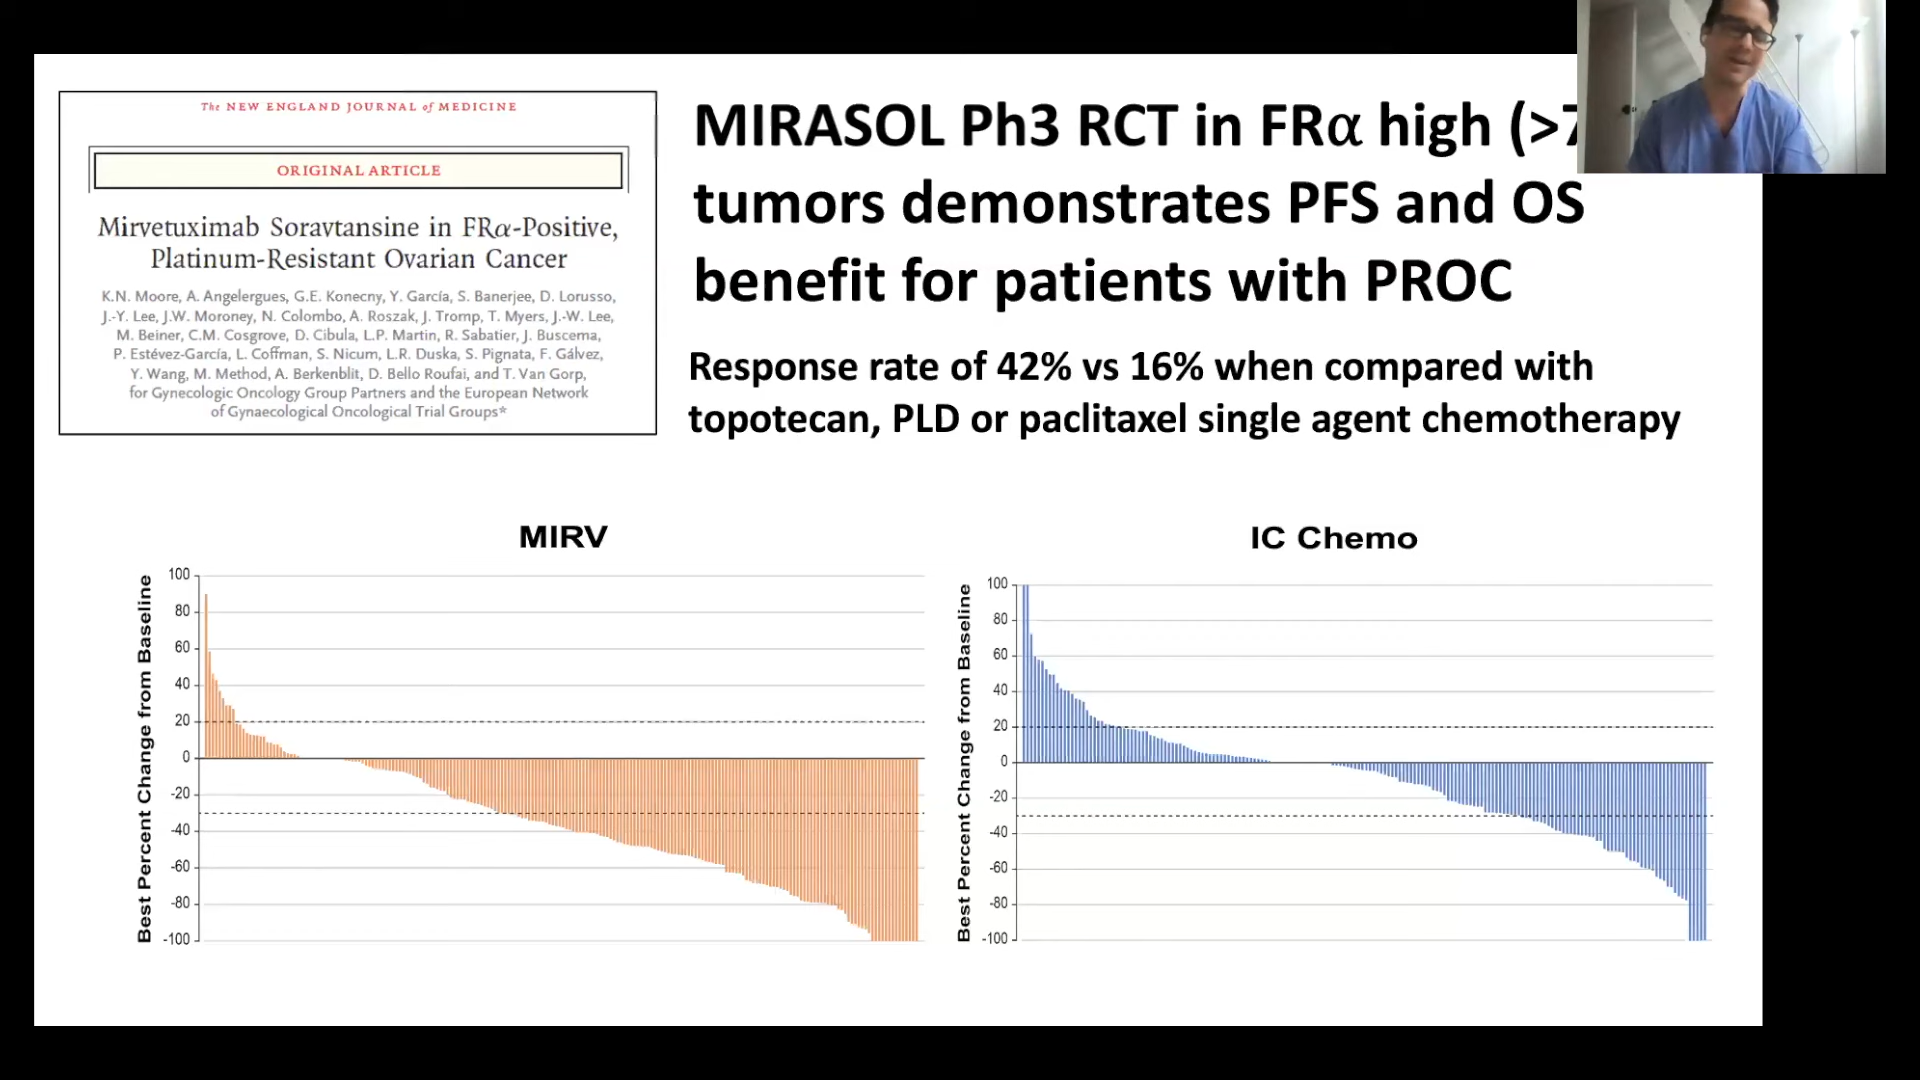 The NEW ENGLAND JOURNAL of MEDICINE
ORIGINAL ARTICLE
Mirvetuximab Soravtansine in FRα-Positive,
Platinum-Resistant Ovarian Cancer
K.N. Moore, A. Angelergues, G.E. Konecny, Y. García, S. Banerjee, D. Lorusso,
J.-Y. Lee, J.W. Moroney, N. Colombo, A. Roszak, J. Tromp, T. Myers, J.-W. Lee,
M. Beiner, C.M. Cosgrove, D. Cibula, L.P. Martin, R. Sabatier, J. Buscema,
P. Estévez-García, L. Coffman, S. Nicum, L.R. Duska, S. Pignata, F. Gálvez,
Y. Wang, M. Method, A. Berkenblit, D. Bello Roufai, and T. Van Gorp,
for Gynecologic Oncology Group Partners and the European Network
of Gynaecological Oncological Trial Groups*
MIRASOL Ph3 RCT in FRα high (>7
tumors demonstrates PFS and OS
benefit for patients with PROC
Response rate of 42% vs 16% when compared with
topotecan, PLD or paclitaxel single agent chemotherapy
MIRV
Best Percent Change from Baseline
100
80
60
40
20
0
-20
-40
-60
-80
-100
IC Chemo
Best Percent Change from Baseline
100
80
60
40
20
0
-20
-40
-60
-80
-100